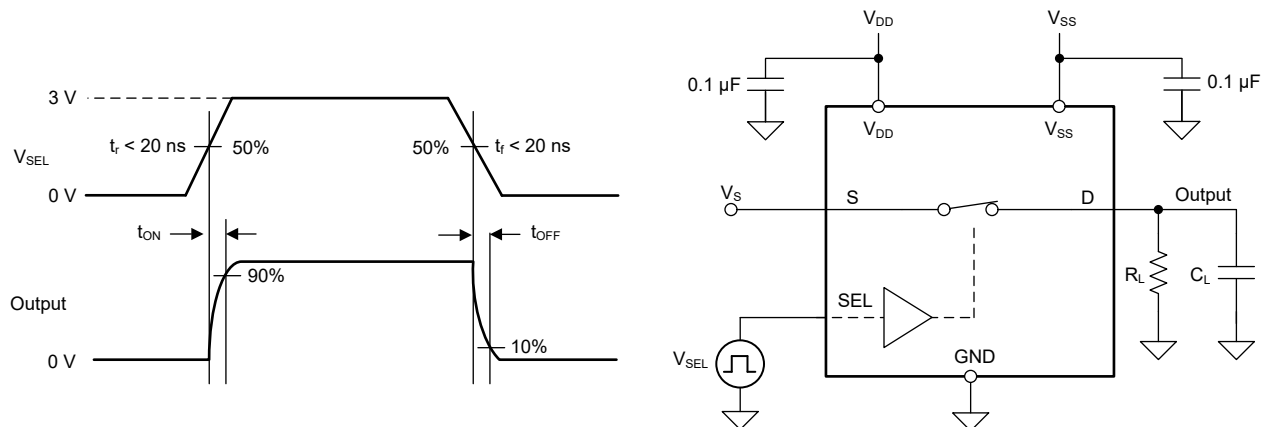 3 V
V_SEL
0 V
t_r < 20 ns
50%
50%
t_f < 20 ns
t_ON
t_OFF
90%
10%
Output
0 V
V_DD
V_SS
0.1 µF
0.1 µF
V_DD
V_SS
V_S
S
D
Output
R_L
C_L
SEL
V_SEL
GND